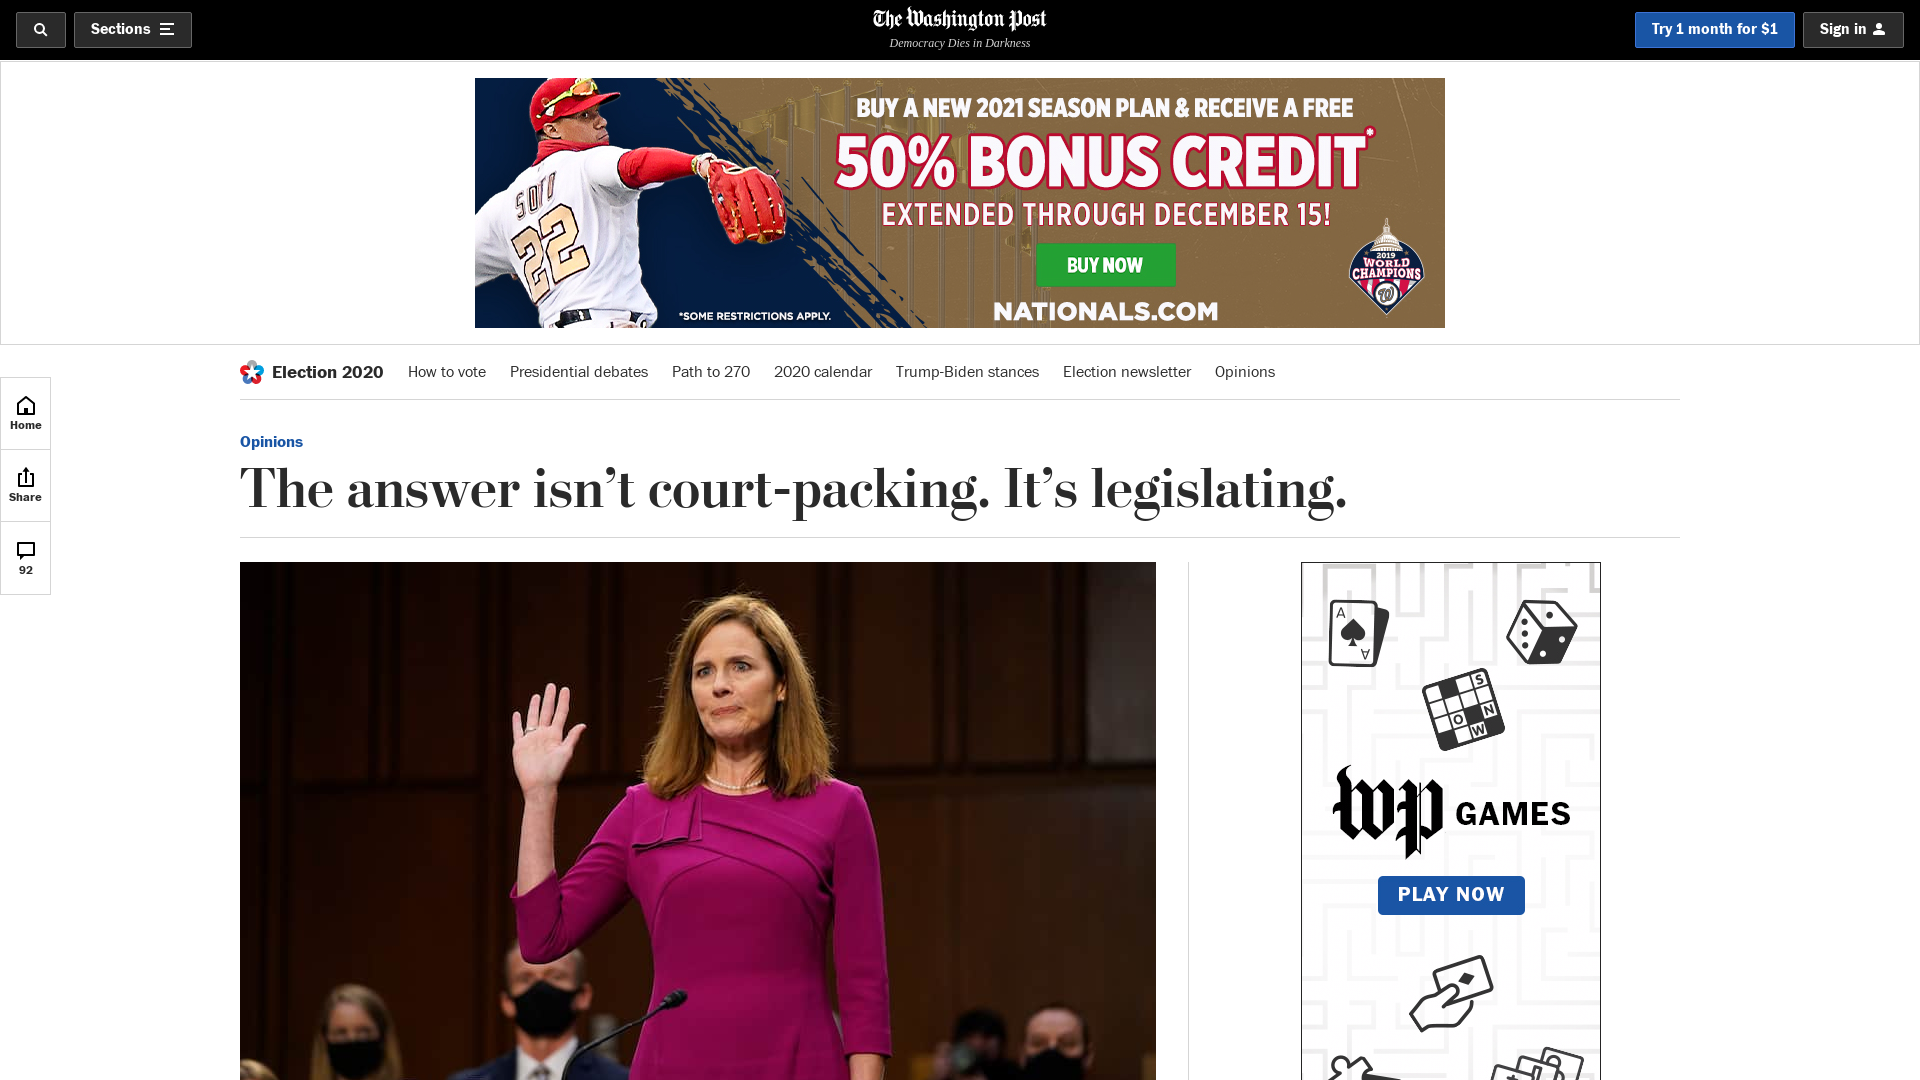 Sections
The Washington Post
Democracy Dies in Darkness
Try 1 month for $1
Sign in
BUY A NEW 2021 SEASON PLAN & RECEIVE A FREE
50% BONUS CREDIT*
EXTENDED THROUGH DECEMBER 15!
BUY NOW
NATIONALS.COM
*SOME RESTRICTIONS APPLY.
SOTO
22
2019
WORLD
CHAMPIONS
W
Election 2020
How to vote
Presidential debates
Path to 270
2020 calendar
Trump-Biden stances
Election newsletter
Opinions
Home
Share
92
Opinions
The answer isn’t court-packing. It’s legislating.
A
A
S
O
N
W
wp GAMES
PLAY NOW